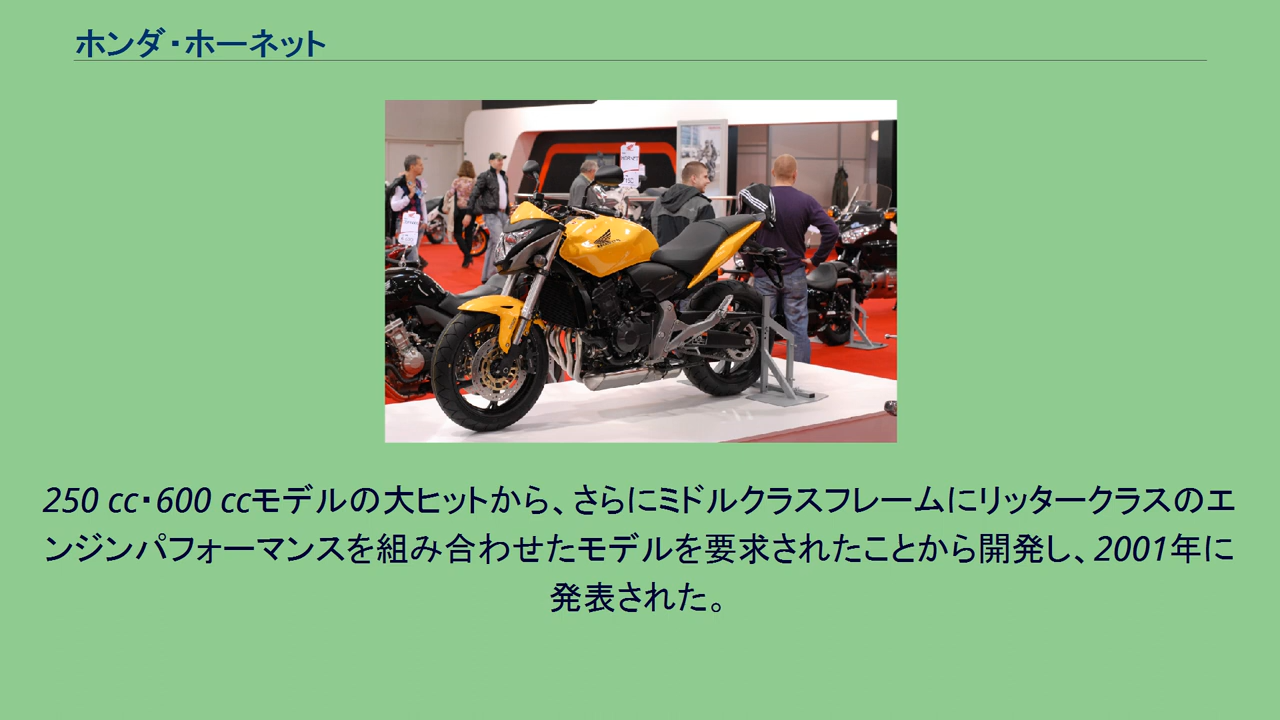 ホンダ・ホーネット
250 cc・600 ccモデルの大ヒットから、さらにミドルクラスフレームにリッタークラスのエ
ンジンパフォーマンスを組み合わせたモデルを要求されたことから開発し、2001年に
発表された。